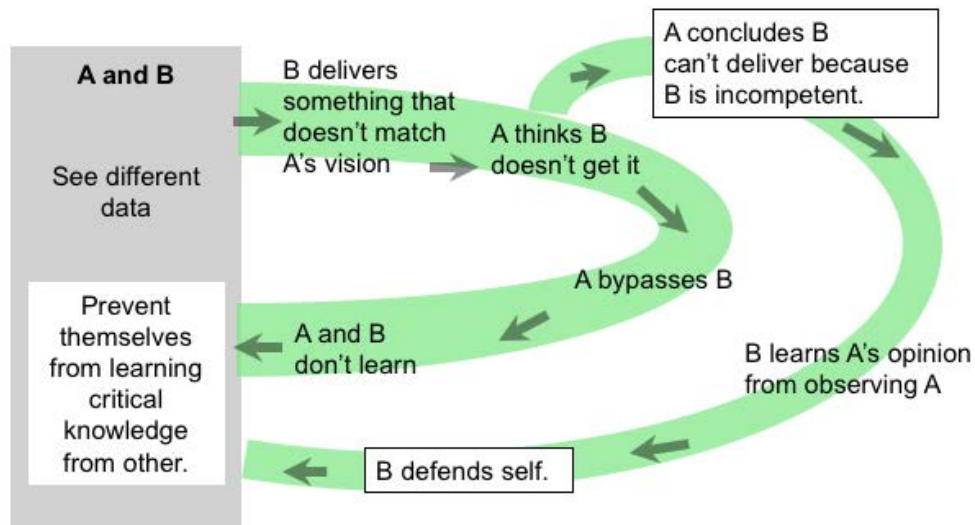 A and B
See different
data
Prevent
themselves
from learning
critical
knowledge
from other.
B delivers
something that
doesn’t match
A’s vision
A thinks B
doesn’t get it
A concludes B
can’t deliver because
B is incompetent.
A bypasses B
A and B
don’t learn
B learns A’s opinion
from observing A
B defends self.